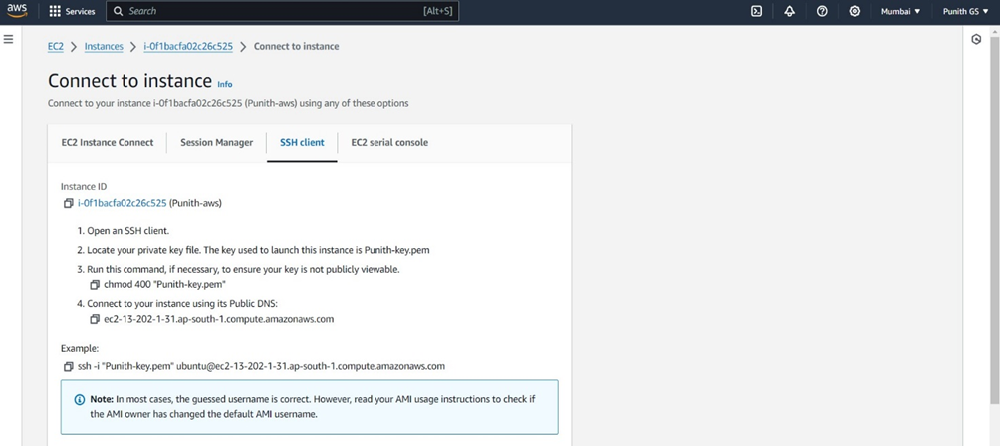 aws Services Search [Alt+S] Mumbai Punith GS
EC2 > Instances > i-0f1bacfa02c26c525 > Connect to instance
Connect to instance Info
Connect to your instance i-0f1bacfa02c26c525 (Punith-aws) using any of these options
EC2 Instance Connect Session Manager SSH client EC2 serial console
Instance ID
i-0f1bacfa02c26c525 (Punith-aws)
1. Open an SSH client.
2. Locate your private key file. The key used to launch this instance is Punith-key.pem
3. Run this command, if necessary, to ensure your key is not publicly viewable.
chmod 400 "Punith-key.pem"
4. Connect to your instance using its Public DNS:
ec2-13-202-1-31.ap-south-1.compute.amazonaws.com
Example:
ssh -i "Punith-key.pem" ubuntu@ec2-13-202-1-31.ap-south-1.compute.amazonaws.com
Note: In most cases, the guessed username is correct. However, read your AMI usage instructions to check if
the AMI owner has changed the default AMI username.